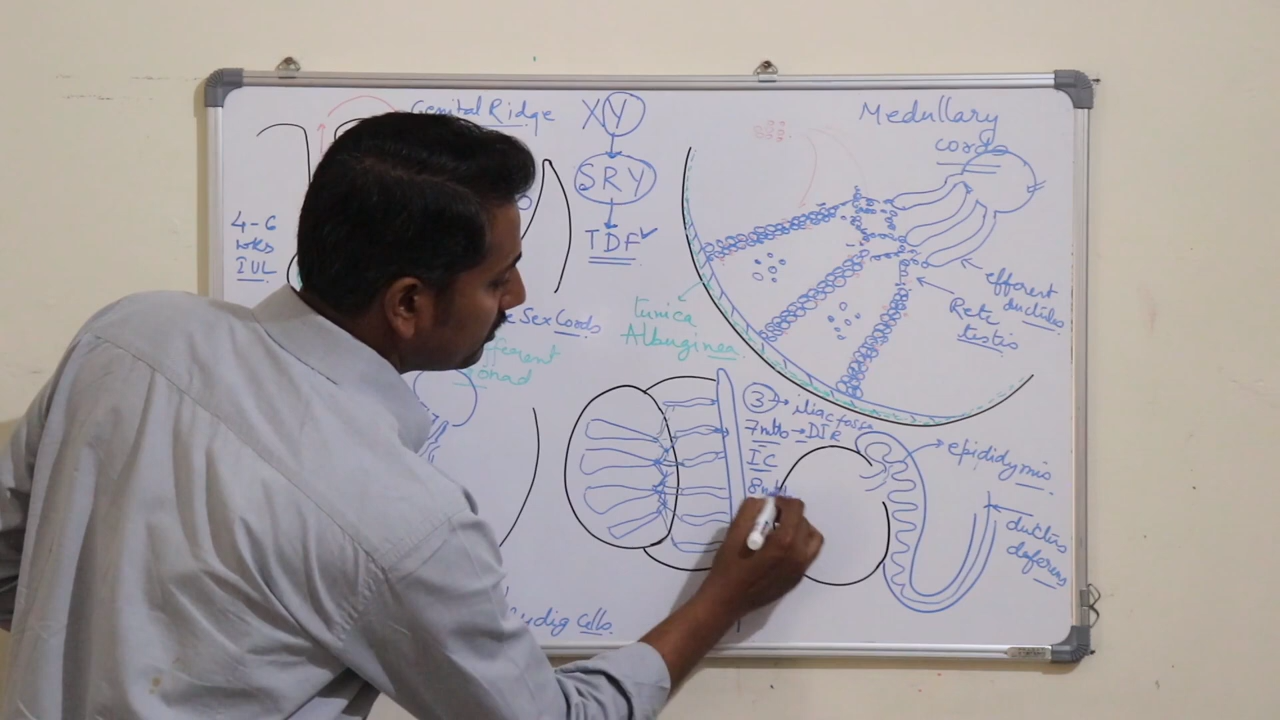 Genital Ridge
XY
SRY
TDF
4-6
wks
IUL
Sex Cords
Medullary
cords
efferent
ductules
Rete
testis
tunica
Albuginea
3 → iliac fossa
7mths → DIR
IC
epididymis
ductus
deferens
Cells